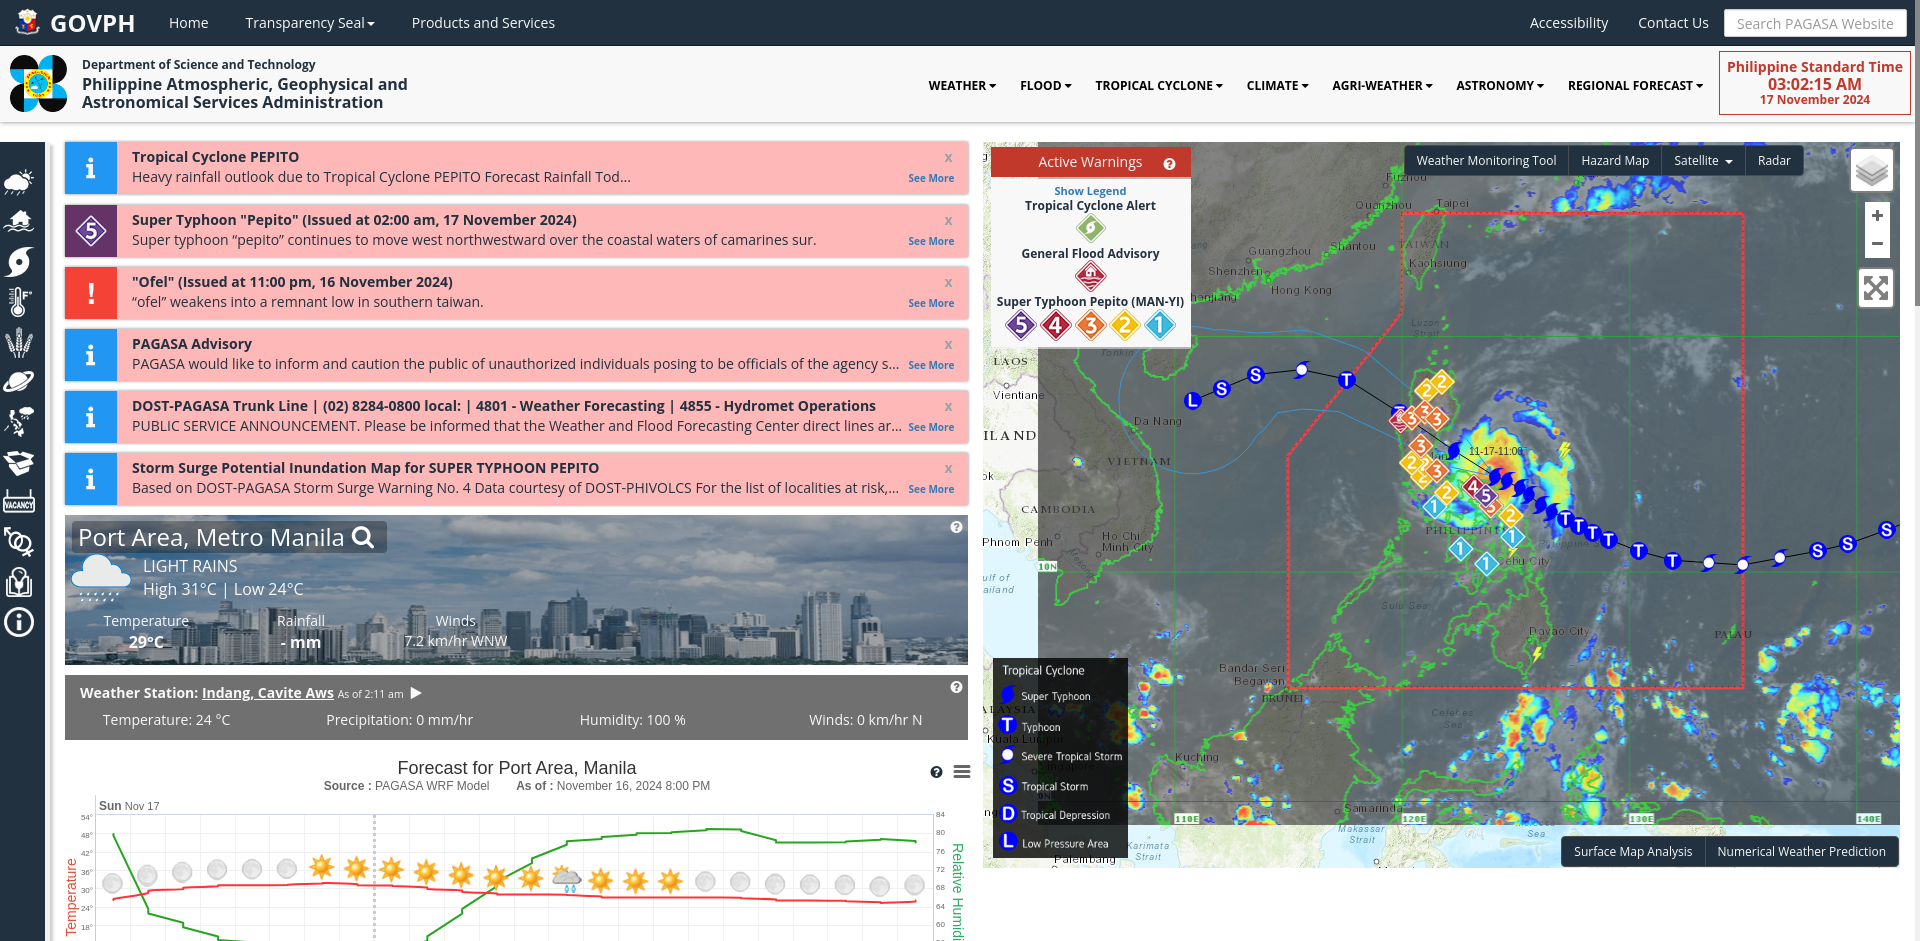 GOVPH
Home
Transparency Seal
Products and Services
Accessibility
Contact Us
Search PAGASA Website
Department of Science and Technology
Philippine Atmospheric, Geophysical and
Astronomical Services Administration
WEATHER
FLOOD
TROPICAL CYCLONE
CLIMATE
AGRI-WEATHER
ASTRONOMY
REGIONAL FORECAST
Philippine Standard Time
03:02:15 AM
17 November 2024
Tropical Cyclone PEPITO
x
Heavy rainfall outlook due to Tropical Cyclone PEPITO Forecast Rainfall Tod...
See More
5
Super Typhoon "Pepito" (Issued at 02:00 am, 17 November 2024)
x
Super typhoon “pepito” continues to move west northwestward over the coastal waters of camarines sur.
See More
!
"Ofel" (Issued at 11:00 pm, 16 November 2024)
x
“ofel” weakens into a remnant low in southern taiwan.
See More
PAGASA Advisory
x
PAGASA would like to inform and caution the public of unauthorized individuals posing to be officials of the agency s...
See More
DOST-PAGASA Trunk Line | (02) 8284-0800 local: | 4801 - Weather Forecasting | 4855 - Hydromet Operations
x
PUBLIC SERVICE ANNOUNCEMENT. Please be informed that the Weather and Flood Forecasting Center direct lines ar...
See More
Storm Surge Potential Inundation Map for SUPER TYPHOON PEPITO
x
Based on DOST-PAGASA Storm Surge Warning No. 4 Data courtesy of DOST-PHIVOLCS For the list of localities at risk,...
See More
VACANCY
Port Area, Metro Manila
LIGHT RAINS
High 31°C | Low 24°C
Temperature
29°C
Rainfall
- mm
Winds
7.2 km/hr WNW
Weather Station: Indang, Cavite Aws As of 2:11 am
Temperature: 24 °C
Precipitation: 0 mm/hr
Humidity: 100 %
Winds: 0 km/hr N
Forecast for Port Area, Manila
Source : PAGASA WRF Model
As of : November 16, 2024 8:00 PM
Sun Nov 17
54°
48°
42°
36°
30°
24°
18°
Temperature
84
80
76
72
68
64
60
Relative Humidi
Active Warnings
Show Legend
Tropical Cyclone Alert
General Flood Advisory
Super Typhoon Pepito (MAN-YI)
5 4 3 2 1
Weather Monitoring Tool
Hazard Map
Satellite
Radar
+
−
Fuzhou
Quanzhou
Taipei
Guangzhou
Shantou
TAIWAN
Shenzhen
Kaohsiung
Hong Kong
hanjiang
Luzon
Strait
Tonkin
LAOS
Vientiane
Da Nang
ILAND
VIETNAM
ok
CAMBODIA
Phnom Penh
Ho Chi
Minh City
10N
ulf of
ailand
11-17-11:00
PHILIPPINES
Cebu City
Sulu Sea
Davao City
PALAU
Bandar Seri
Begawan
BRUNEI
Celebes
Sea
Kuching
Samarinda
110E
120E
130E
140E
Makassar
Strait
Karimata
Strait
Palembang
Kuala Lumpur
Tropical Cyclone
Super Typhoon
T Typhoon
Severe Tropical Storm
S Tropical Storm
D Tropical Depression
L Low Pressure Area
Surface Map Analysis
Numerical Weather Prediction